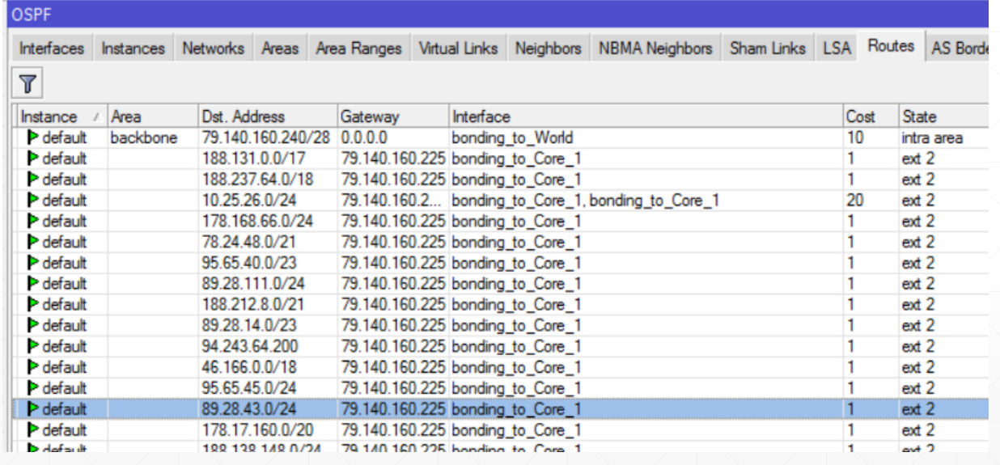 OSPF
Interfaces Instances Networks Areas Area Ranges Virtual Links Neighbors NBMA Neighbors Sham Links LSA Routes AS Borde
Instance Area Dst. Address Gateway Interface Cost State
default backbone 79.140.160.240/28 0.0.0.0 bonding_to_World 10 intra area
default 188.131.0.0/17 79.140.160.225 bonding_to_Core_1 1 ext 2
default 188.237.64.0/18 79.140.160.225 bonding_to_Core_1 1 ext 2
default 10.25.26.0/24 79.140.160.2... bonding_to_Core_1, bonding_to_Core_1 20 ext 2
default 178.168.66.0/24 79.140.160.225 bonding_to_Core_1 1 ext 2
default 78.24.48.0/21 79.140.160.225 bonding_to_Core_1 1 ext 2
default 95.65.40.0/23 79.140.160.225 bonding_to_Core_1 1 ext 2
default 89.28.111.0/24 79.140.160.225 bonding_to_Core_1 1 ext 2
default 188.212.8.0/21 79.140.160.225 bonding_to_Core_1 1 ext 2
default 89.28.14.0/23 79.140.160.225 bonding_to_Core_1 1 ext 2
default 94.243.64.200 79.140.160.225 bonding_to_Core_1 1 ext 2
default 46.166.0.0/18 79.140.160.225 bonding_to_Core_1 1 ext 2
default 95.65.45.0/24 79.140.160.225 bonding_to_Core_1 1 ext 2
default 89.28.43.0/24 79.140.160.225 bonding_to_Core_1 1 ext 2
default 178.17.160.0/20 79.140.160.225 bonding_to_Core_1 1 ext 2
default 188.138.148.0/24 79.140.160.225 bonding_to_Core_1 1 ext 2